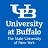 University
at Buffalo
The State University
of New York